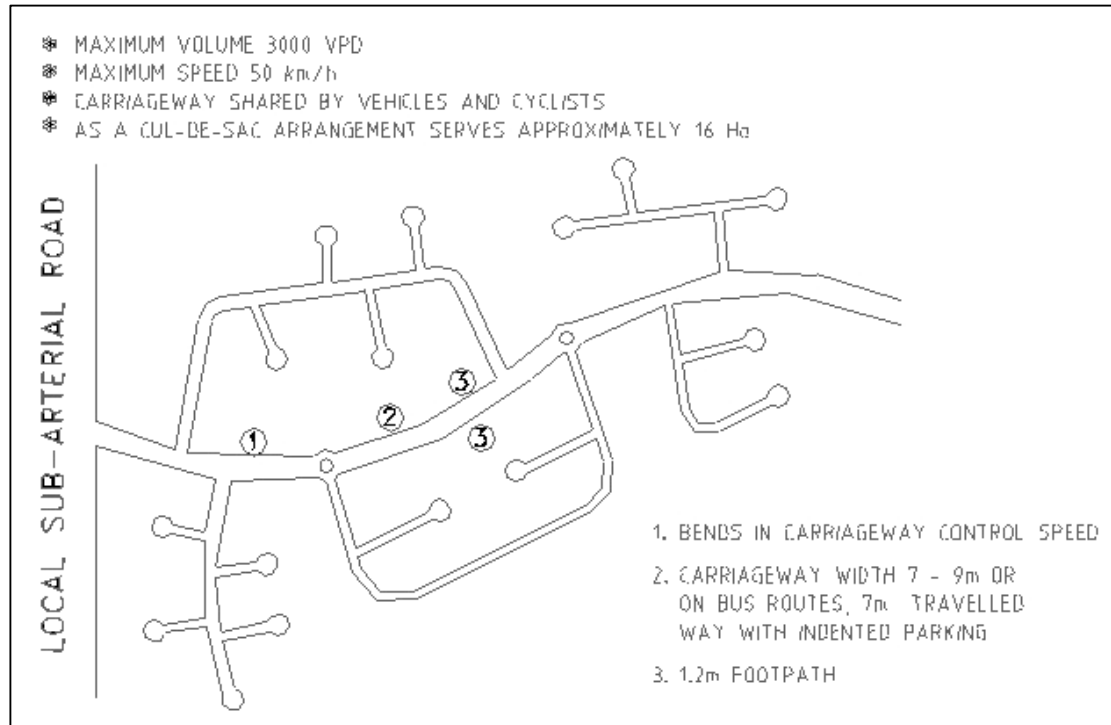 * MAXIMUM VOLUME 3000 VPD
* MAXIMUM SPEED 50 km/h
* CARRIAGEWAY SHARED BY VEHICLES AND CYCLISTS
* AS A CUL-DE-SAC ARRANGEMENT SERVES APPROXIMATELY 16 Ha
LOCAL SUB-ARTERIAL ROAD
3
2
1
3
1. BENDS IN CARRIAGEWAY CONTROL SPEED
2. CARRIAGEWAY WIDTH 7 - 9m OR
ON BUS ROUTES, 7m TRAVELLED
WAY WITH INDENTED PARKING
3. 1.2m FOOTPATH